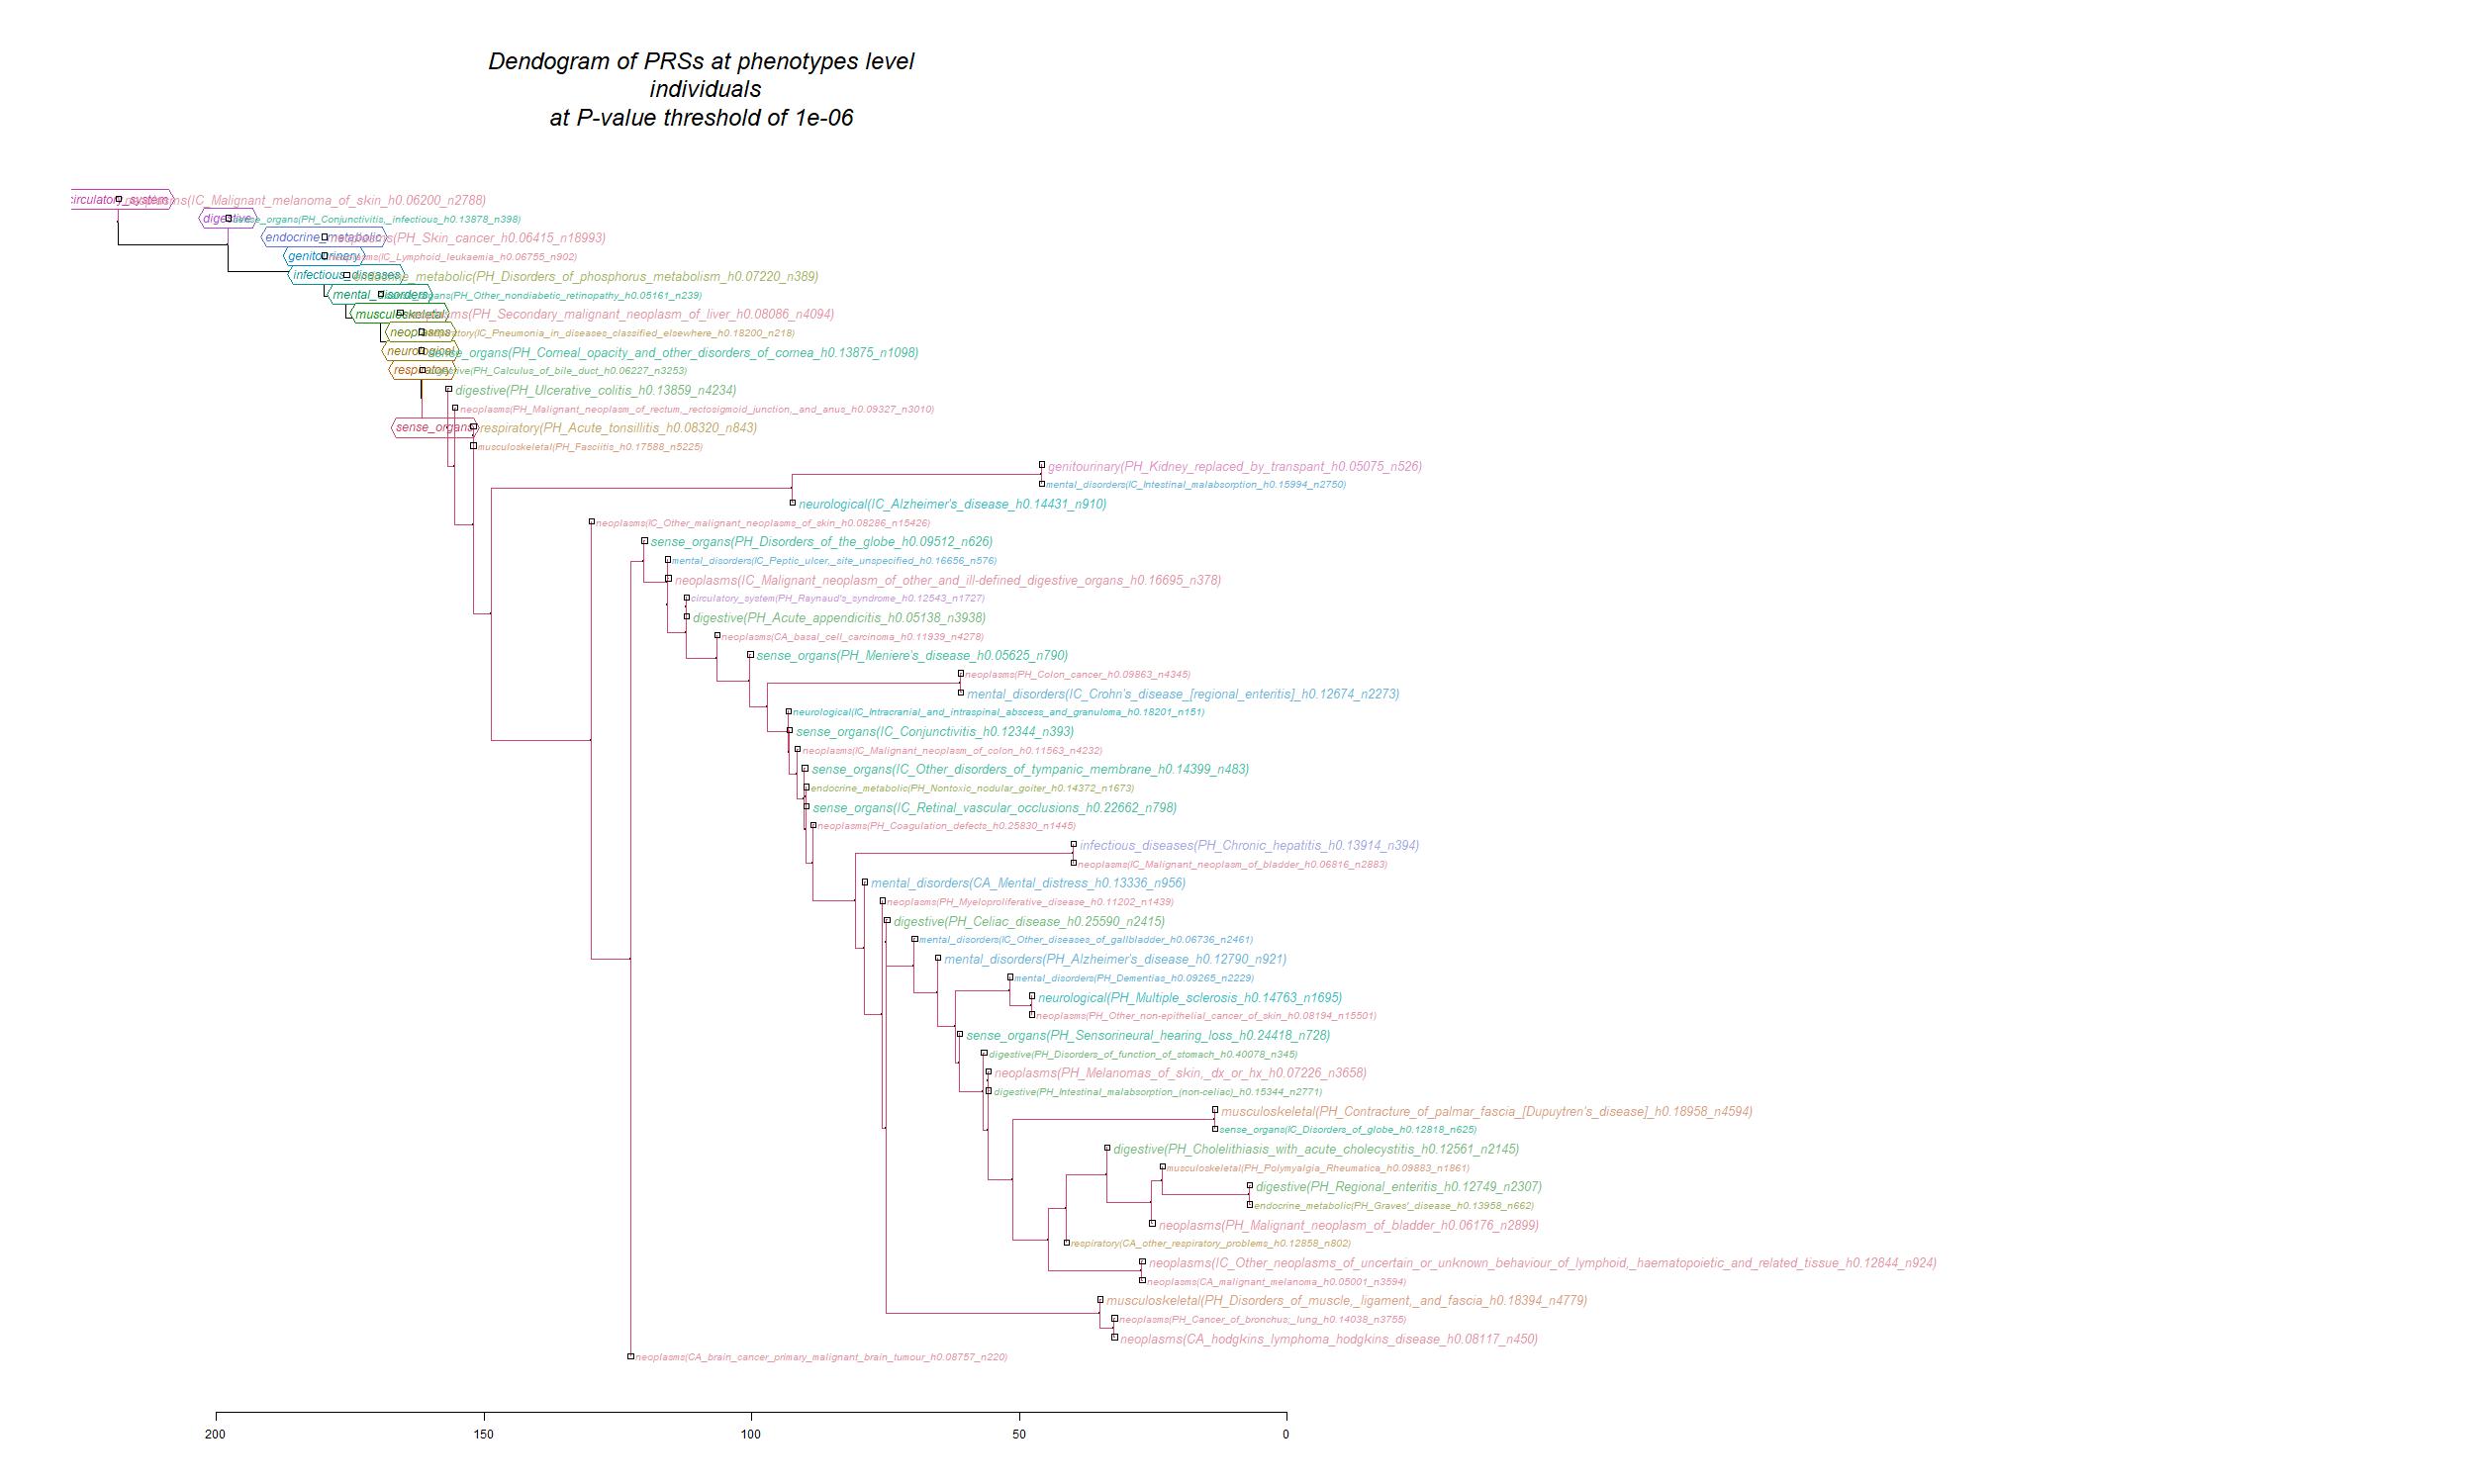 Dendogram of PRSs at phenotypes level
individuals
at P-value threshold of 1e-06
circulatory_system neoplasms(IC_Malignant_melanoma_of_skin_h0.06200_n2788)
digestive sense_organs(PH_Conjunctivitis,_infectious_h0.13878_n398)
endocrine_metabolic neoplasms(PH_Skin_cancer_h0.06415_n18993)
genitourinary neoplasms(IC_Lymphoid_leukaemia_h0.06755_n902)
infectious_diseases endocrine_metabolic(PH_Disorders_of_phosphorus_metabolism_h0.07220_n389)
mental_disorders sense_organs(PH_Other_nondiabetic_retinopathy_h0.05161_n239)
musculoskeletal neoplasms(PH_Secondary_malignant_neoplasm_of_liver_h0.08086_n4094)
neoplasms respiratory(IC_Pneumonia_in_diseases_classified_elsewhere_h0.18200_n218)
neurological sense_organs(PH_Corneal_opacity_and_other_disorders_of_cornea_h0.13875_n1098)
respiratory digestive(PH_Calculus_of_bile_duct_h0.06227_n3253)
digestive(PH_Ulcerative_colitis_h0.13859_n4234)
neoplasms(PH_Malignant_neoplasm_of_rectum,_rectosigmoid_junction,_and_anus_h0.09327_n3010)
sense_organs respiratory(PH_Acute_tonsillitis_h0.08320_n843)
musculoskeletal(PH_Fasciitis_h0.17588_n5225)
genitourinary(PH_Kidney_replaced_by_transpant_h0.05075_n526)
mental_disorders(IC_Intestinal_malabsorption_h0.15994_n2750)
neurological(IC_Alzheimer's_disease_h0.14431_n910)
neoplasms(IC_Other_malignant_neoplasms_of_skin_h0.08286_n15426)
sense_organs(PH_Disorders_of_the_globe_h0.09512_n626)
mental_disorders(IC_Peptic_ulcer,_site_unspecified_h0.16656_n576)
neoplasms(IC_Malignant_neoplasm_of_other_and_ill-defined_digestive_organs_h0.16695_n378)
circulatory_system(PH_Raynaud's_syndrome_h0.12543_n1727)
digestive(PH_Acute_appendicitis_h0.05138_n3938)
neoplasms(CA_basal_cell_carcinoma_h0.11939_n4278)
sense_organs(PH_Meniere's_disease_h0.05625_n790)
neoplasms(PH_Colon_cancer_h0.09863_n4345)
mental_disorders(IC_Crohn's_disease_[regional_enteritis]_h0.12674_n2273)
neurological(IC_Intracranial_and_intraspinal_abscess_and_granuloma_h0.18201_n151)
sense_organs(IC_Conjunctivitis_h0.12344_n393)
neoplasms(IC_Malignant_neoplasm_of_colon_h0.11563_n4232)
sense_organs(IC_Other_disorders_of_tympanic_membrane_h0.14399_n483)
endocrine_metabolic(PH_Nontoxic_nodular_goiter_h0.14372_n1673)
sense_organs(IC_Retinal_vascular_occlusions_h0.22662_n798)
neoplasms(PH_Coagulation_defects_h0.25830_n1445)
infectious_diseases(PH_Chronic_hepatitis_h0.13914_n394)
neoplasms(IC_Malignant_neoplasm_of_bladder_h0.06816_n2883)
mental_disorders(CA_Mental_distress_h0.13336_n956)
neoplasms(PH_Myeloproliferative_disease_h0.11202_n1439)
digestive(PH_Celiac_disease_h0.25590_n2415)
mental_disorders(IC_Other_diseases_of_gallbladder_h0.06736_n2461)
mental_disorders(PH_Alzheimer's_disease_h0.12790_n921)
mental_disorders(PH_Dementias_h0.09265_n2229)
neurological(PH_Multiple_sclerosis_h0.14763_n1695)
neoplasms(PH_Other_non-epithelial_cancer_of_skin_h0.08194_n15501)
sense_organs(PH_Sensorineural_hearing_loss_h0.24418_n728)
digestive(PH_Disorders_of_function_of_stomach_h0.40078_n345)
neoplasms(PH_Melanomas_of_skin,_dx_or_hx_h0.07226_n3658)
digestive(PH_Intestinal_malabsorption_(non-celiac)_h0.15344_n2771)
musculoskeletal(PH_Contracture_of_palmar_fascia_[Dupuytren's_disease]_h0.18958_n4594)
sense_organs(IC_Disorders_of_globe_h0.12818_n625)
digestive(PH_Cholelithiasis_with_acute_cholecystitis_h0.12561_n2145)
musculoskeletal(PH_Polymyalgia_Rheumatica_h0.09883_n1861)
digestive(PH_Regional_enteritis_h0.12749_n2307)
endocrine_metabolic(PH_Graves'_disease_h0.13958_n662)
neoplasms(PH_Malignant_neoplasm_of_bladder_h0.06176_n2899)
respiratory(CA_other_respiratory_problems_h0.12858_n802)
neoplasms(IC_Other_neoplasms_of_uncertain_or_unknown_behaviour_of_lymphoid,_haematopoietic_and_related_tissue_h0.12844_n924)
neoplasms(CA_malignant_melanoma_h0.05001_n3594)
musculoskeletal(PH_Disorders_of_muscle,_ligament,_and_fascia_h0.18394_n4779)
neoplasms(PH_Cancer_of_bronchus;_lung_h0.14038_n3755)
neoplasms(CA_hodgkins_lymphoma_hodgkins_disease_h0.08117_n450)
neoplasms(CA_brain_cancer_primary_malignant_brain_tumour_h0.08757_n220)
200 150 100 50 0